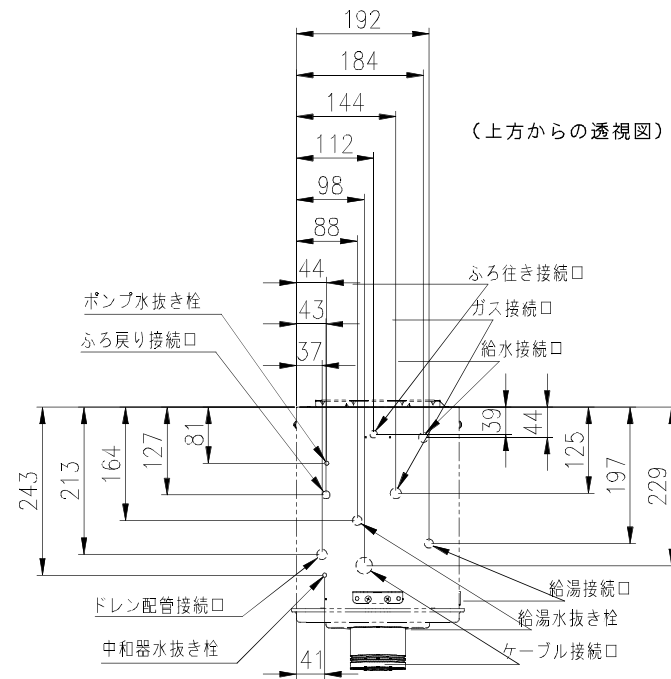 192
184
144
(上方からの透視図)
112
98
88
44
ふろ往き接続口
ポンプ水抜き栓
43
ガス接続口
ふろ戻り接続口
37
給水接続口
243
213
164
127
81
39
44
125
197
229
ドレン配管接続口
給湯接続口
給湯水抜き栓
中和器水抜き栓
ケーブル接続口
41